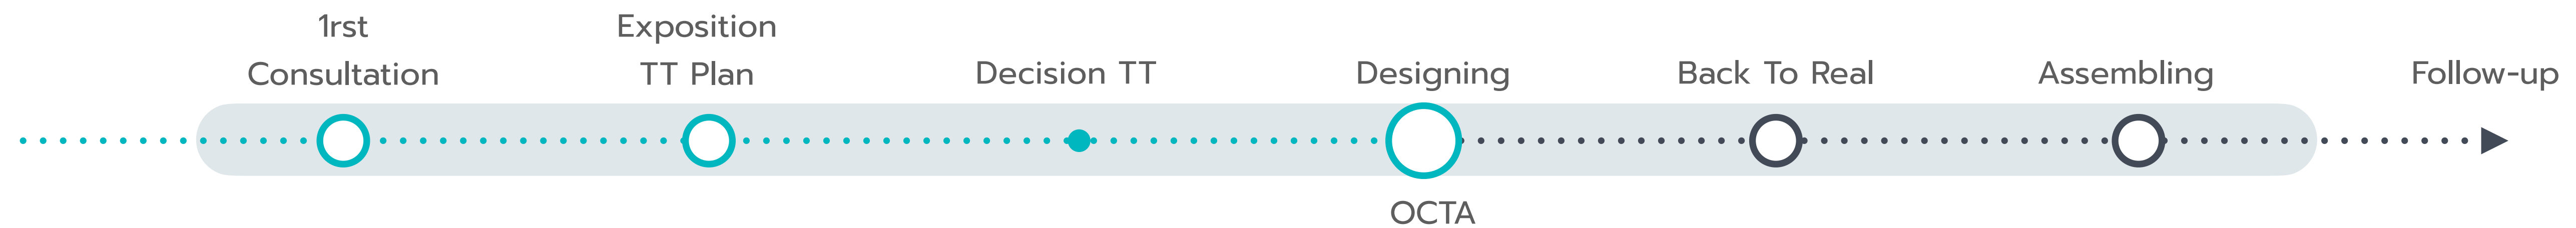 1rst
Consultation
Exposition
TT Plan
Decision TT
Designing
Back To Real
Assembling
Follow-up
OCTA